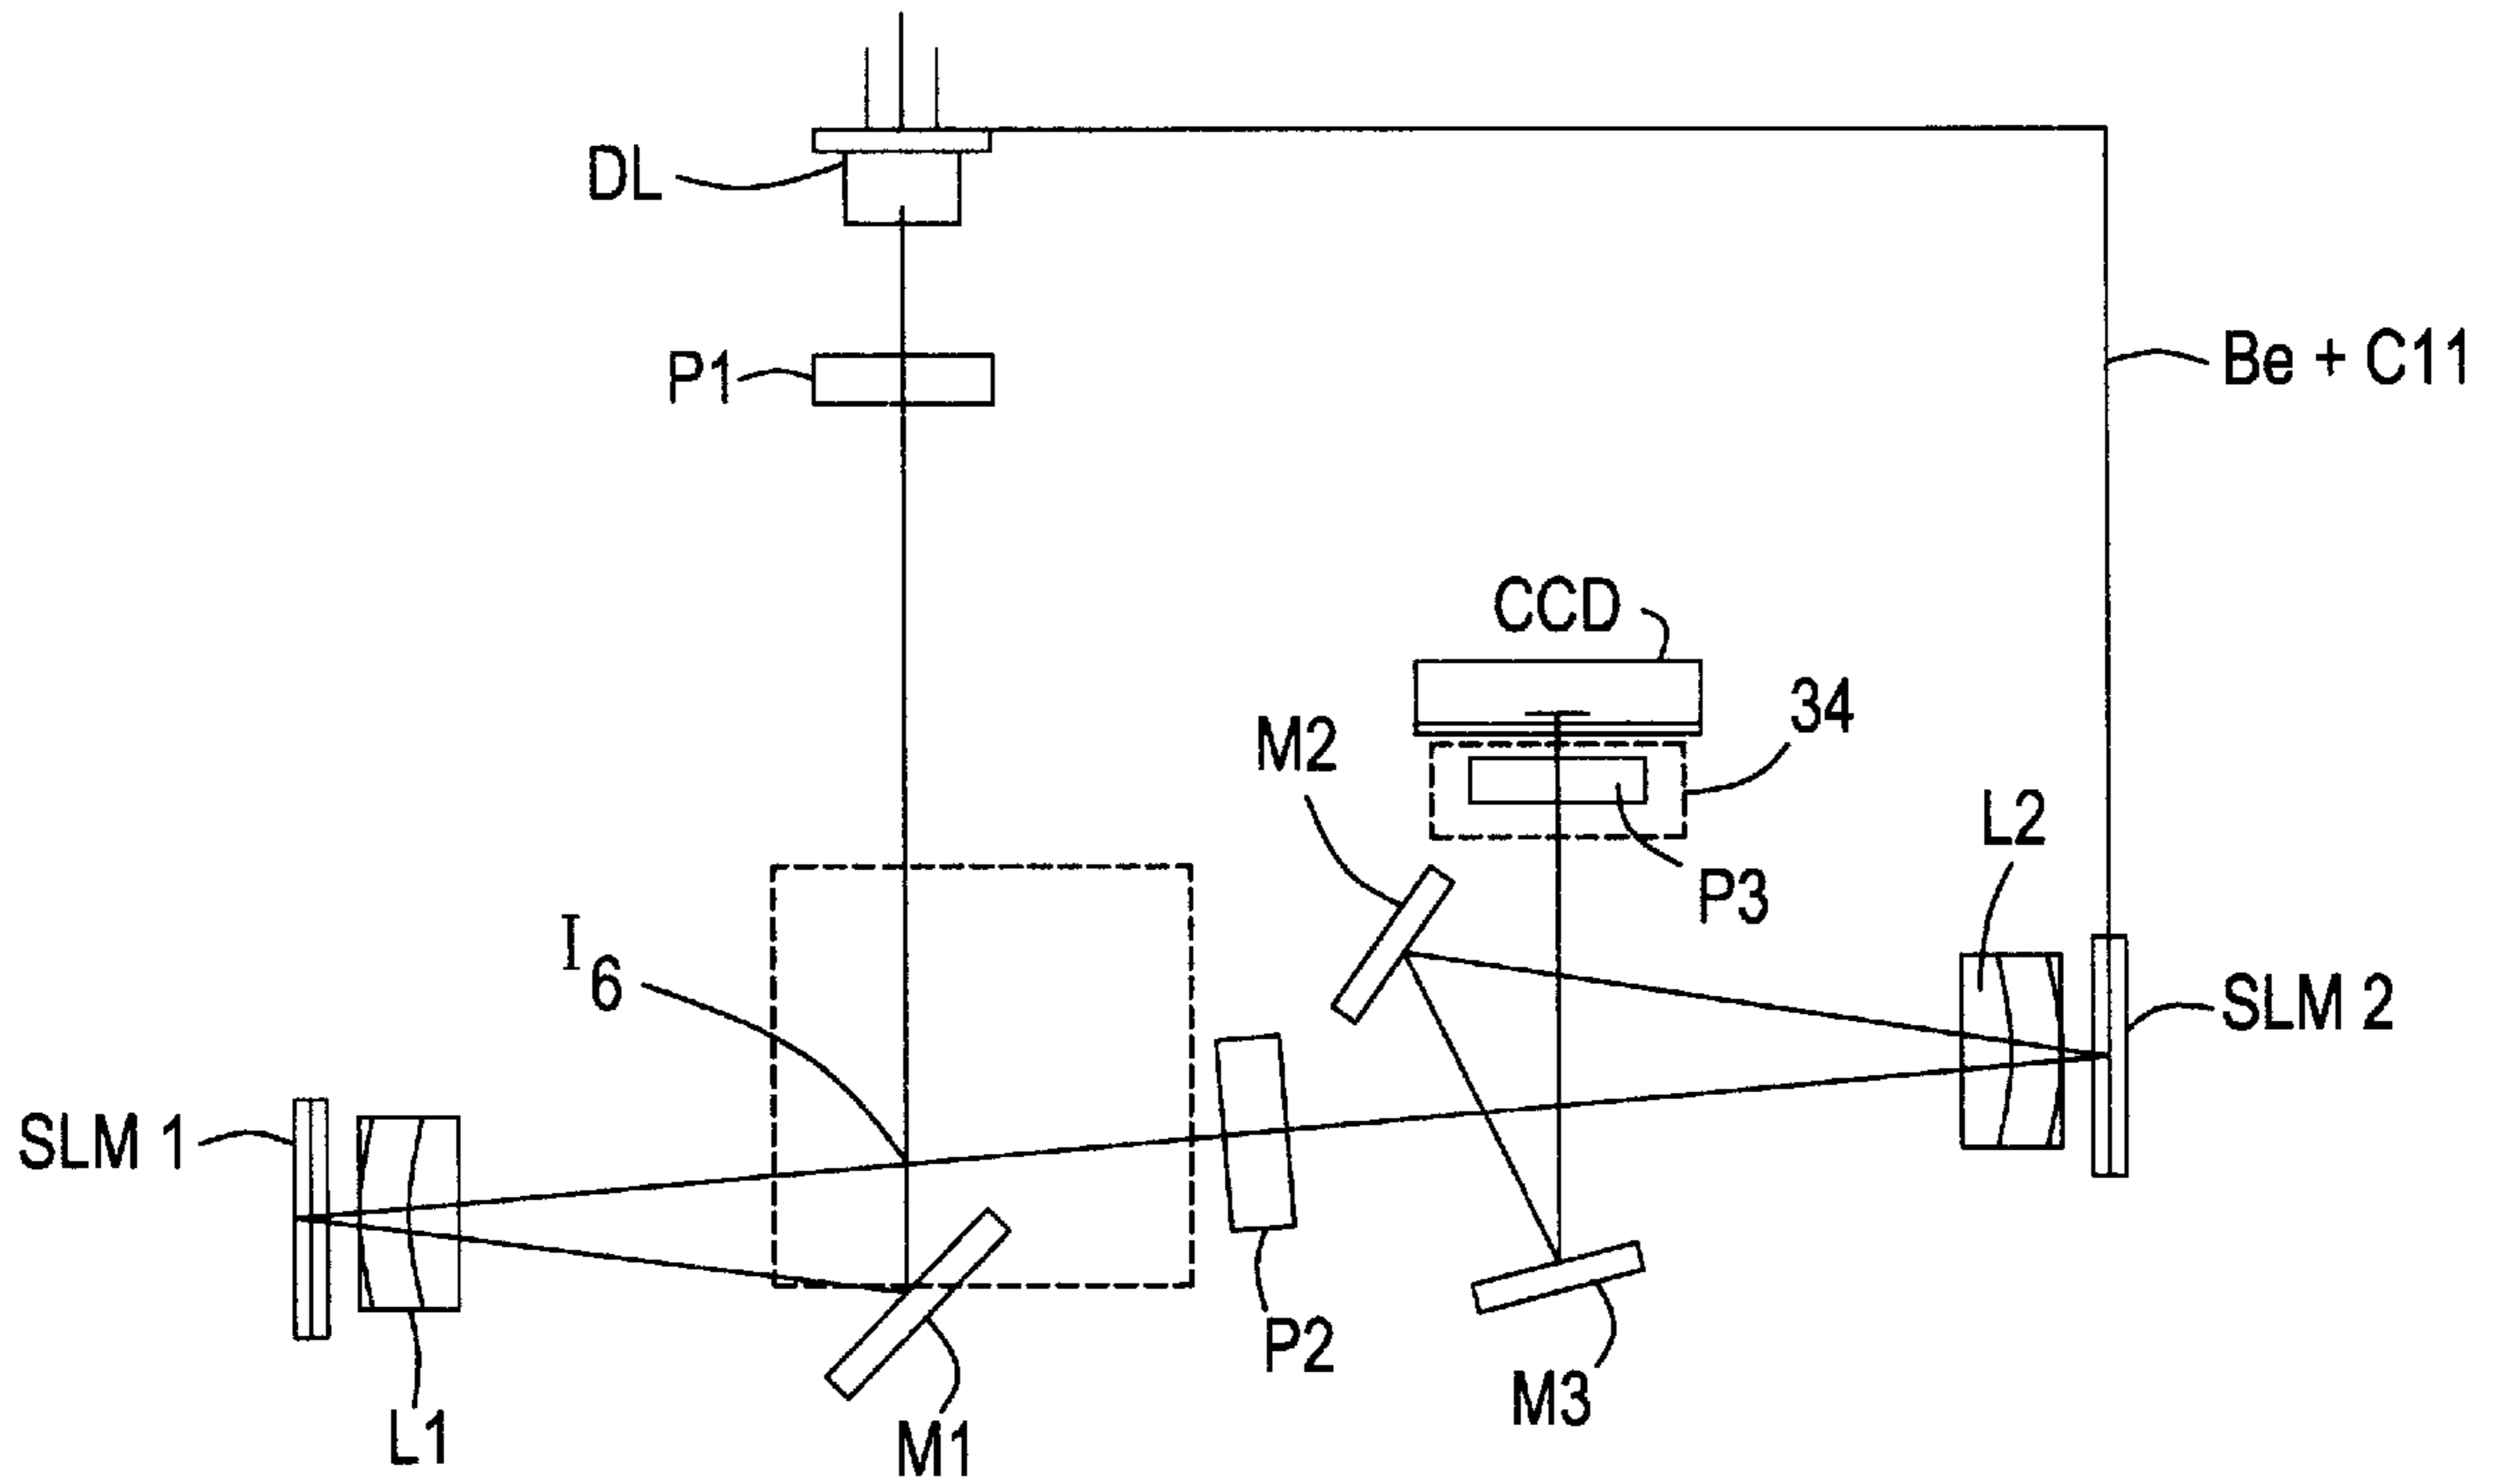 DL
P1
Be + C11
CCD
34
M2
L2
P3
I6
SLM 2
SLM 1
P2
M3
L1
M1